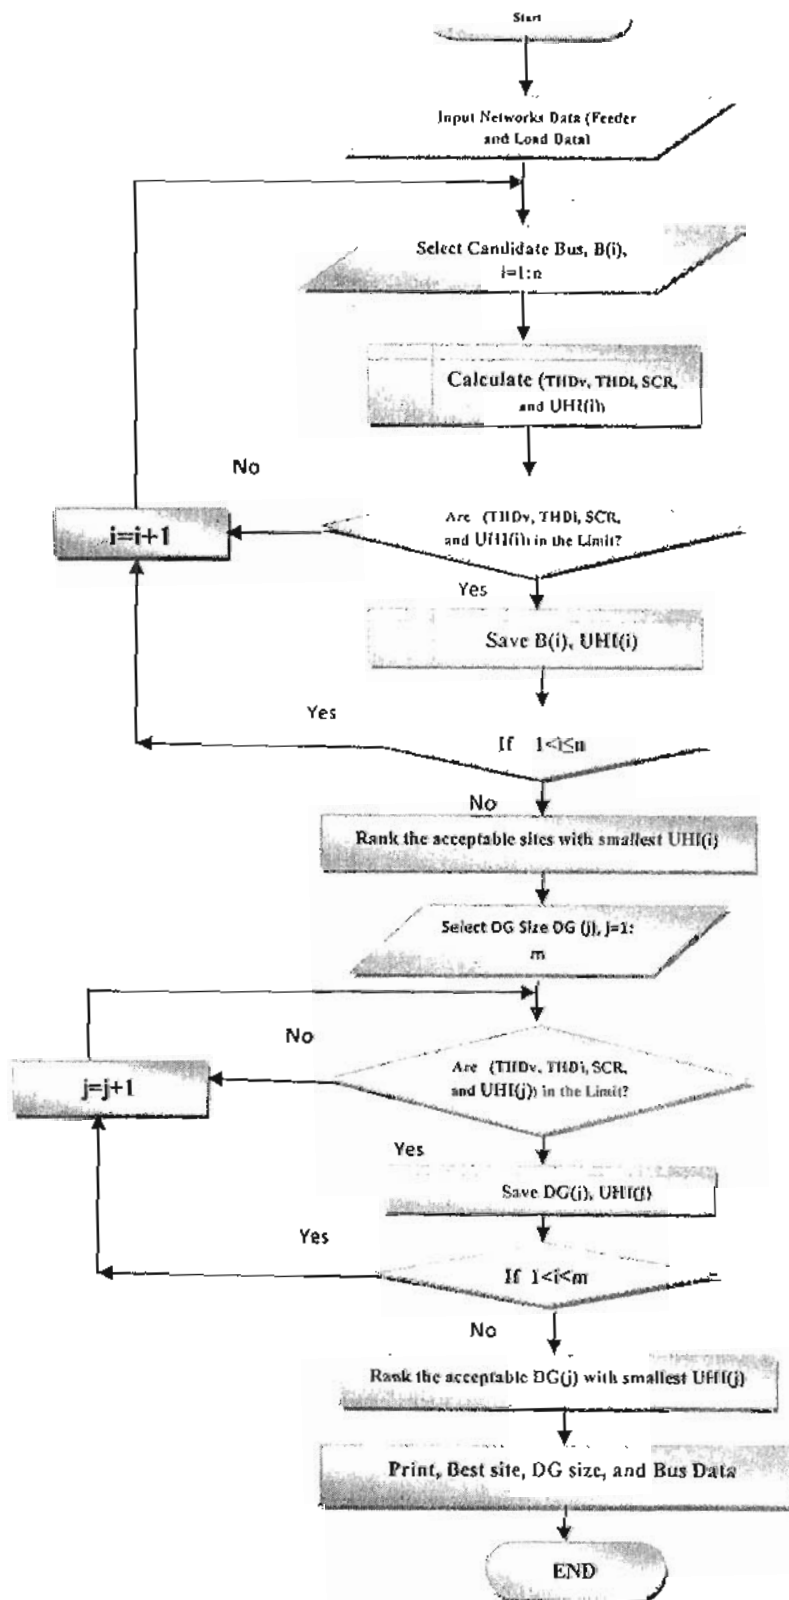 Start
Input Networks Data (Feeder
and Load Data)
Select Candidate Bus, B(i),
i=1:n
Calculate (THDv, THDi, SCR,
and UHI(i))
No
i=i+1
Are (THDv, THDi, SCR,
and UHI(i)) in the Limit?
Yes
Save B(i), UHI(i)
Yes
If 1<i≤n
No
Rank the acceptable sites with smallest UHI(i)
Select DG Size DG (j), j=1:
m
No
j=j+1
Are (THDv, THDi, SCR,
and UHI(j)) in the Limit?
Yes
Save DG(j), UHI(j)
Yes
If 1<i<m
No
Rank the acceptable DG(j) with smallest UHI(j)
Print, Best site, DG size, and Bus Data
END